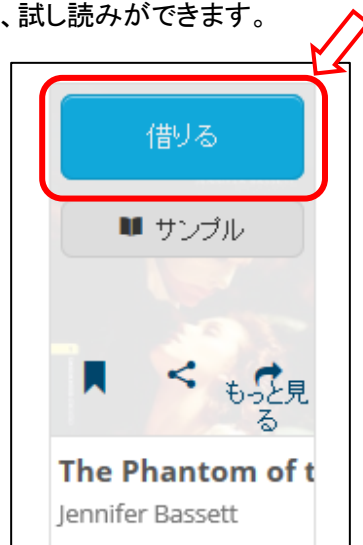 、試し読みができます。
借りる
サンプル
もっと見
る
The Phantom of t
Jennifer Bassett